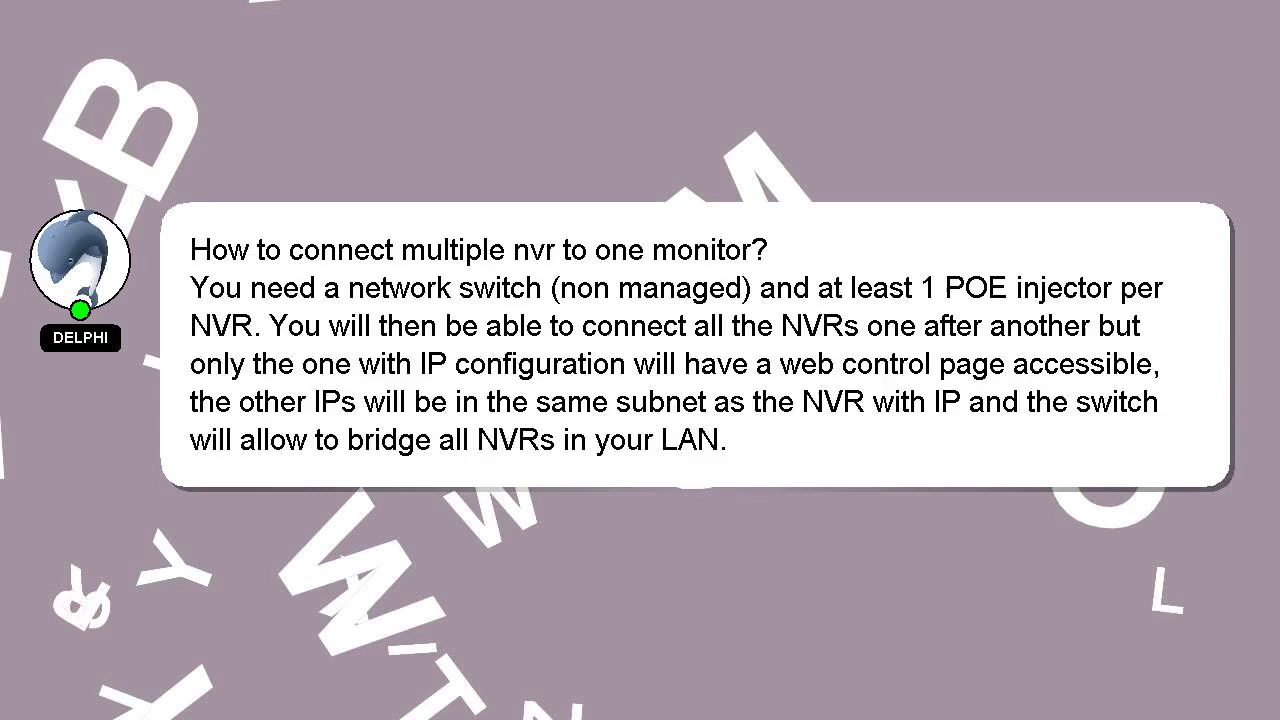 How to connect multiple nvr to one monitor?
You need a network switch (non managed) and at least 1 POE injector per
NVR. You will then be able to connect all the NVRs one after another but
only the one with IP configuration will have a web control page accessible,
the other IPs will be in the same subnet as the NVR with IP and the switch
will allow to bridge all NVRs in your LAN.
DELPHI
B
M
W
O
Y
W
L
T